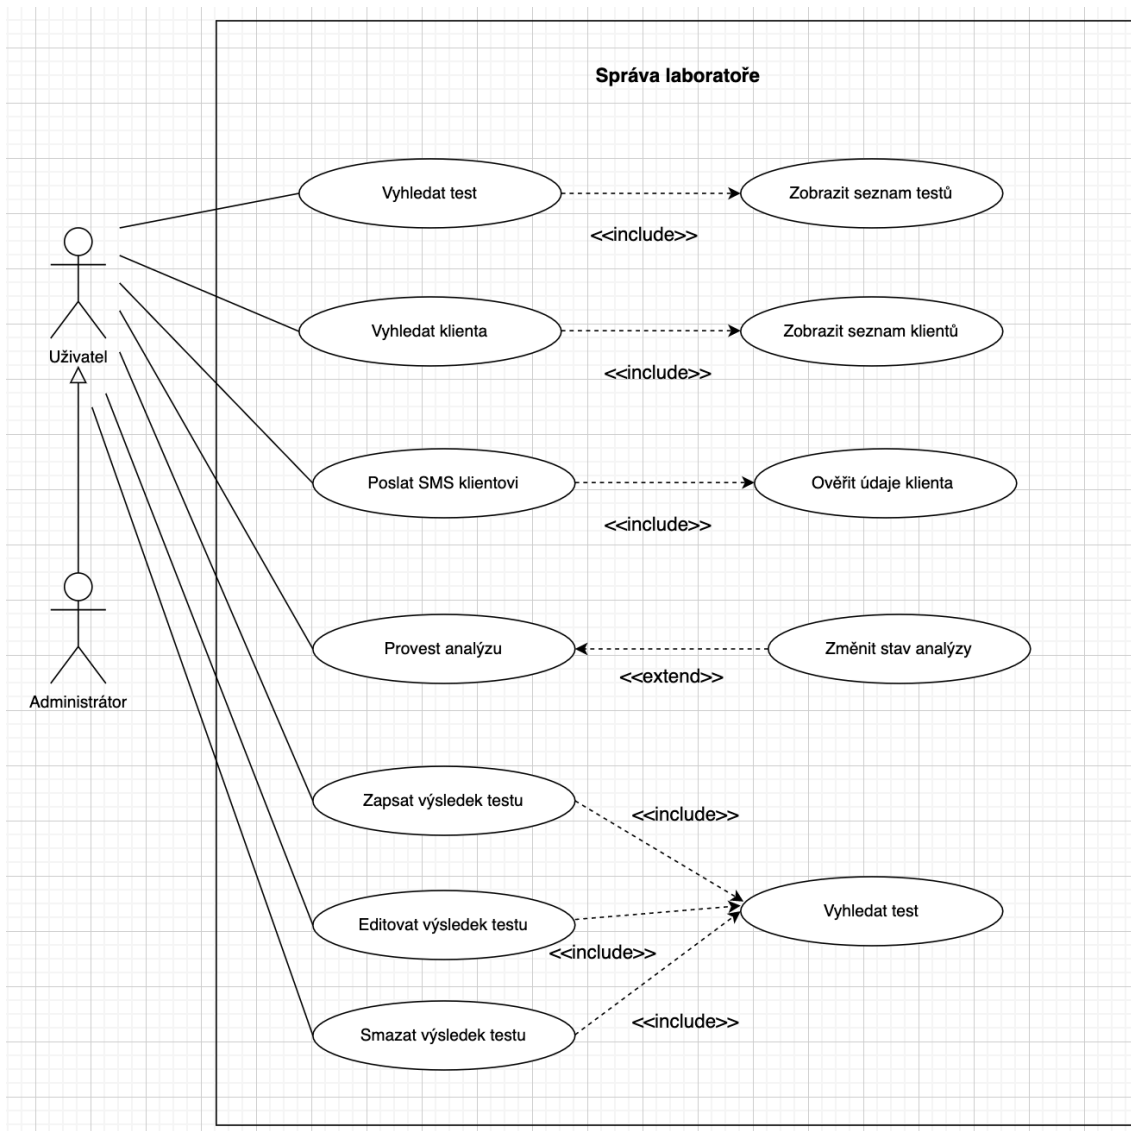 Správa laboratoře
Vyhledat test
Zobrazit seznam testů
<<include>>
Uživatel
Vyhledat klienta
Zobrazit seznam klientů
<<include>>
Poslat SMS klientovi
Ověřit údaje klienta
<<include>>
Administrátor
Provest analýzu
Změnit stav analýzy
<<extend>>
Zapsat výsledek testu
<<include>>
Editovat výsledek testu
<<include>>
Vyhledat test
Smazat výsledek testu
<<include>>